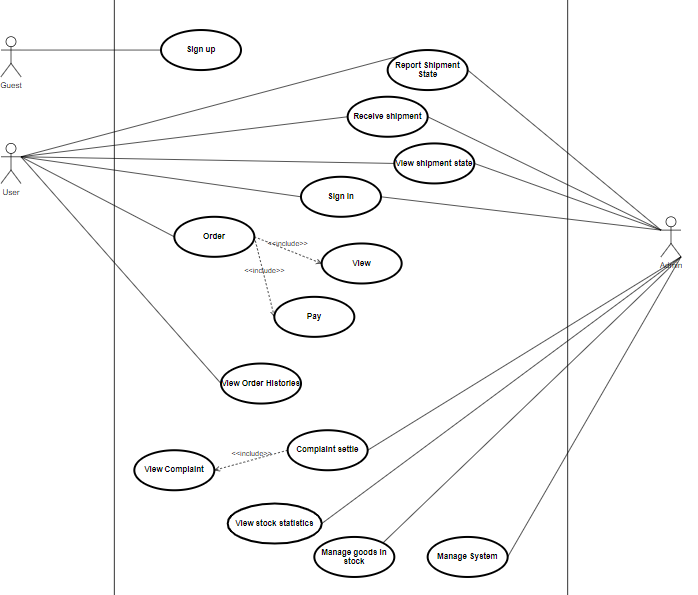 Sign up
Guest
Report Shipment
State
Receive shipment
User
View shipment state
Sign In
Order
<<include>>
View
<<include>>
Admin
Pay
View Order Histories
Complaint settle
<<include>>
View Complaint
View stock statistics
Manage goods in
stock
Manage System